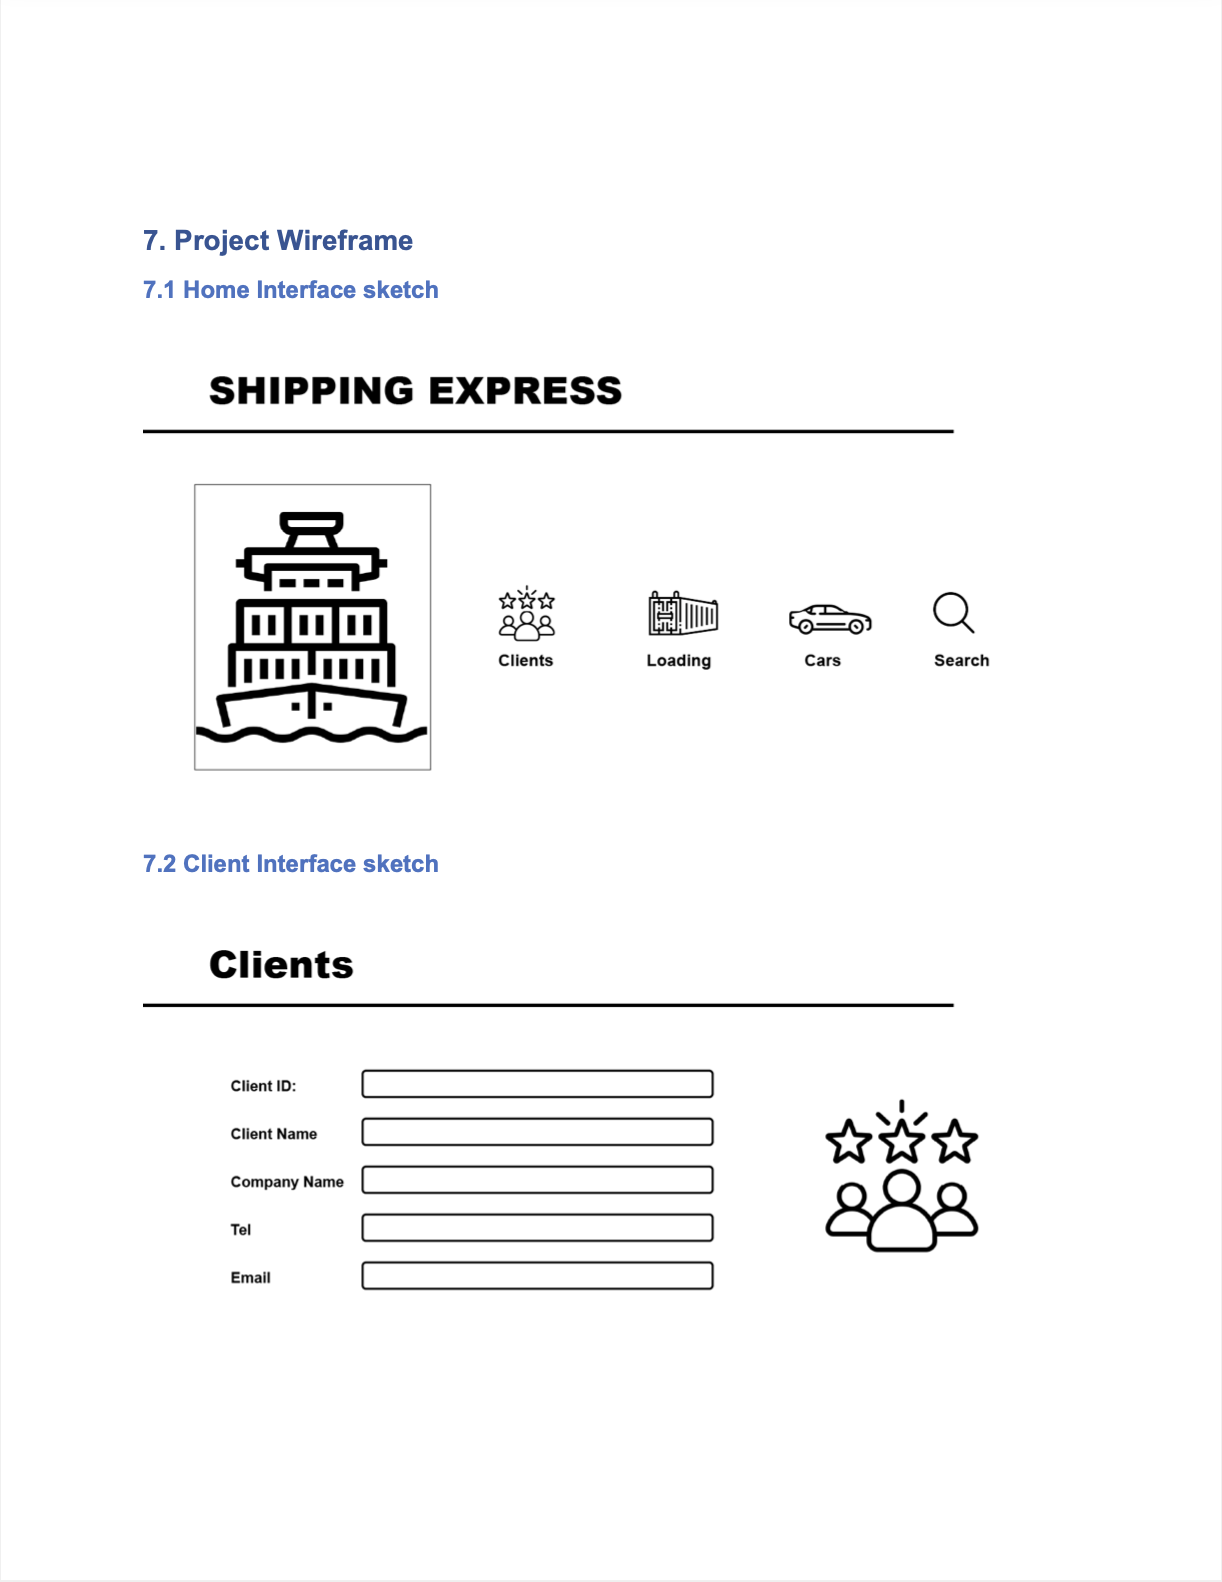 7. Project Wireframe
7.1 Home Interface sketch
SHIPPING EXPRESS
Clients Loading Cars Search
7.2 Client Interface sketch
Clients
Client ID:
Client Name
Company Name
Tel
Email